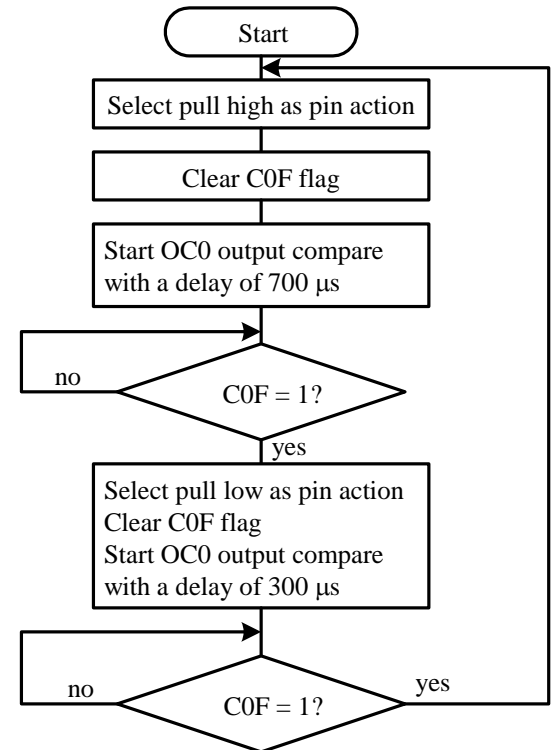 Start
Select pull high as pin action
Clear C0F flag
Start OC0 output compare
with a delay of 700 μs
no
C0F = 1?
yes
Select pull low as pin action
Clear C0F flag
Start OC0 output compare
with a delay of 300 μs
no
C0F = 1?
yes